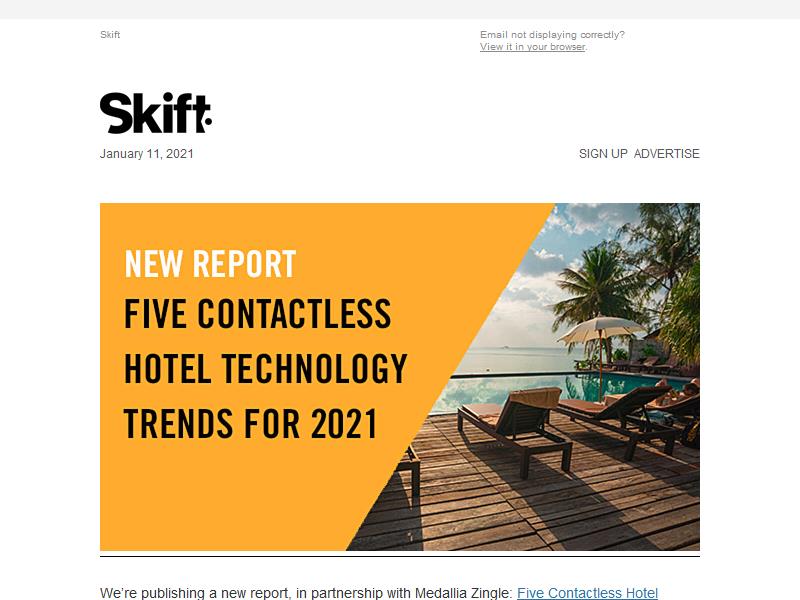 Skift
Email not displaying correctly?
View it in your browser.
Skift
January 11, 2021
SIGN UP ADVERTISE
NEW REPORT
FIVE CONTACTLESS
HOTEL TECHNOLOGY
TRENDS FOR 2021
We’re publishing a new report, in partnership with Medallia Zingle: Five Contactless Hotel